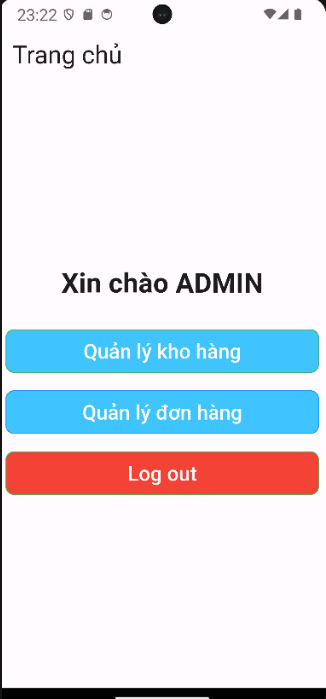 23:22
Trang chủ
Xin chào ADMIN
Quản lý kho hàng
Quản lý đơn hàng
Log out